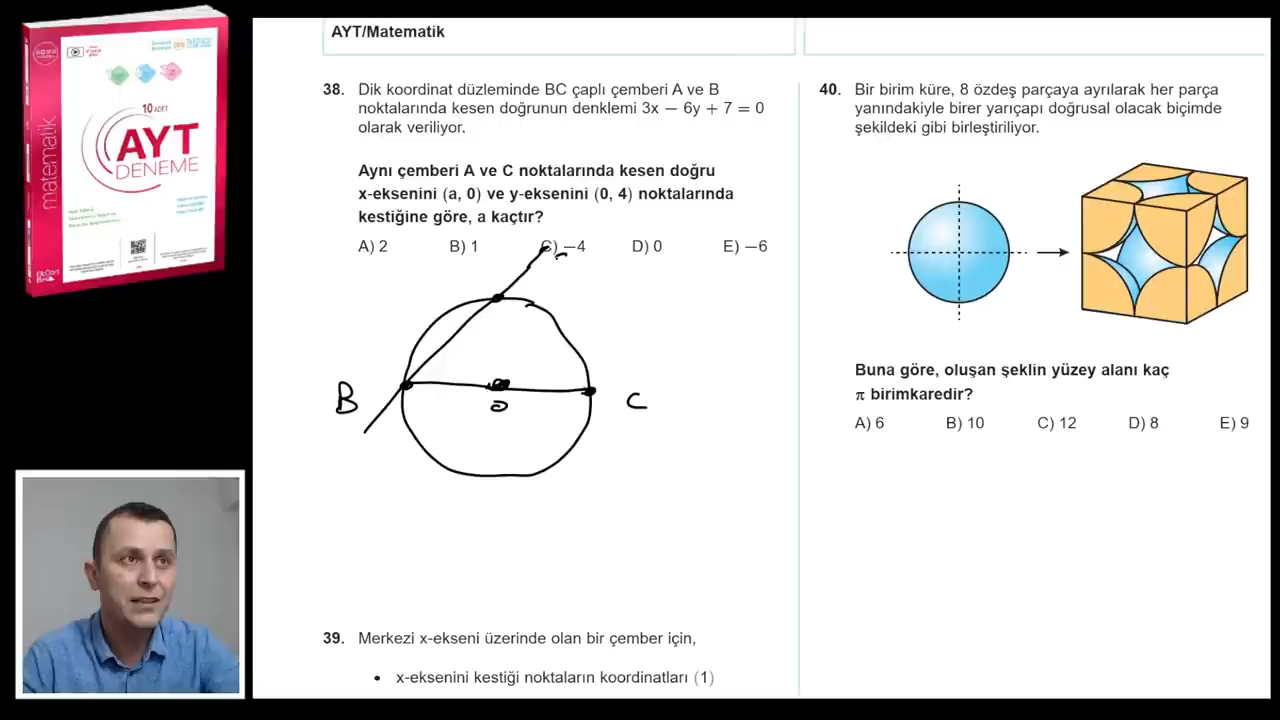 matematik
10 ADET
AYT
DENEME
AYT/Matematik
38. Dik koordinat düzleminde BC çaplı çemberi A ve B
noktalarında kesen doğrunun denklemi 3x − 6y + 7 = 0
olarak veriliyor.
Aynı çemberi A ve C noktalarında kesen doğru
x-eksenini (a, 0) ve y-eksenini (0, 4) noktalarında
kestiğine göre, a kaçtır?
A) 2 B) 1 C) −4 D) 0 E) −6
B O C
39. Merkezi x-ekseni üzerinde olan bir çember için,
• x-eksenini kestiği noktaların koordinatları (1)
40. Bir birim küre, 8 özdeş parçaya ayrılarak her parça
yanındakiyle birer yarıçapı doğrusal olacak biçimde
şekildeki gibi birleştiriliyor.
Buna göre, oluşan şeklin yüzey alanı kaç
π birimkaredir?
A) 6 B) 10 C) 12 D) 8 E) 9